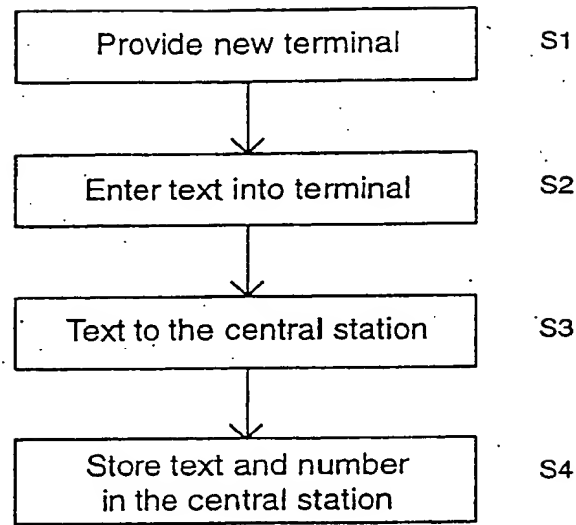 Provide new terminal S1
Enter text into terminal S2
Text to the central station S3
Store text and number S4
in the central station